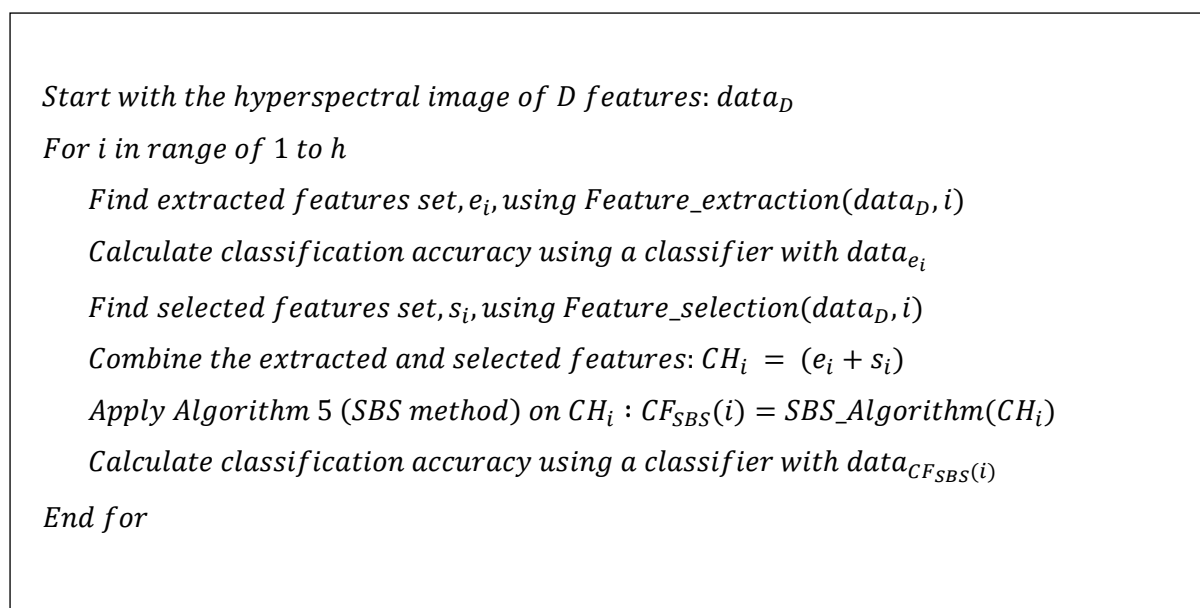 Start with the hyperspectral image of D features: data_D
For i in range of 1 to h
Find extracted features set, e_i, using Feature_extraction(data_D, i)
Calculate classification accuracy using a classifier with data_{e_i}
Find selected features set, s_i, using Feature_selection(data_D, i)
Combine the extracted and selected features: CH_i = (e_i + s_i)
Apply Algorithm 5 (SBS method) on CH_i : CF_{SBS}(i) = SBS_Algorithm(CH_i)
Calculate classification accuracy using a classifier with data_{CF_{SBS}(i)}
End for